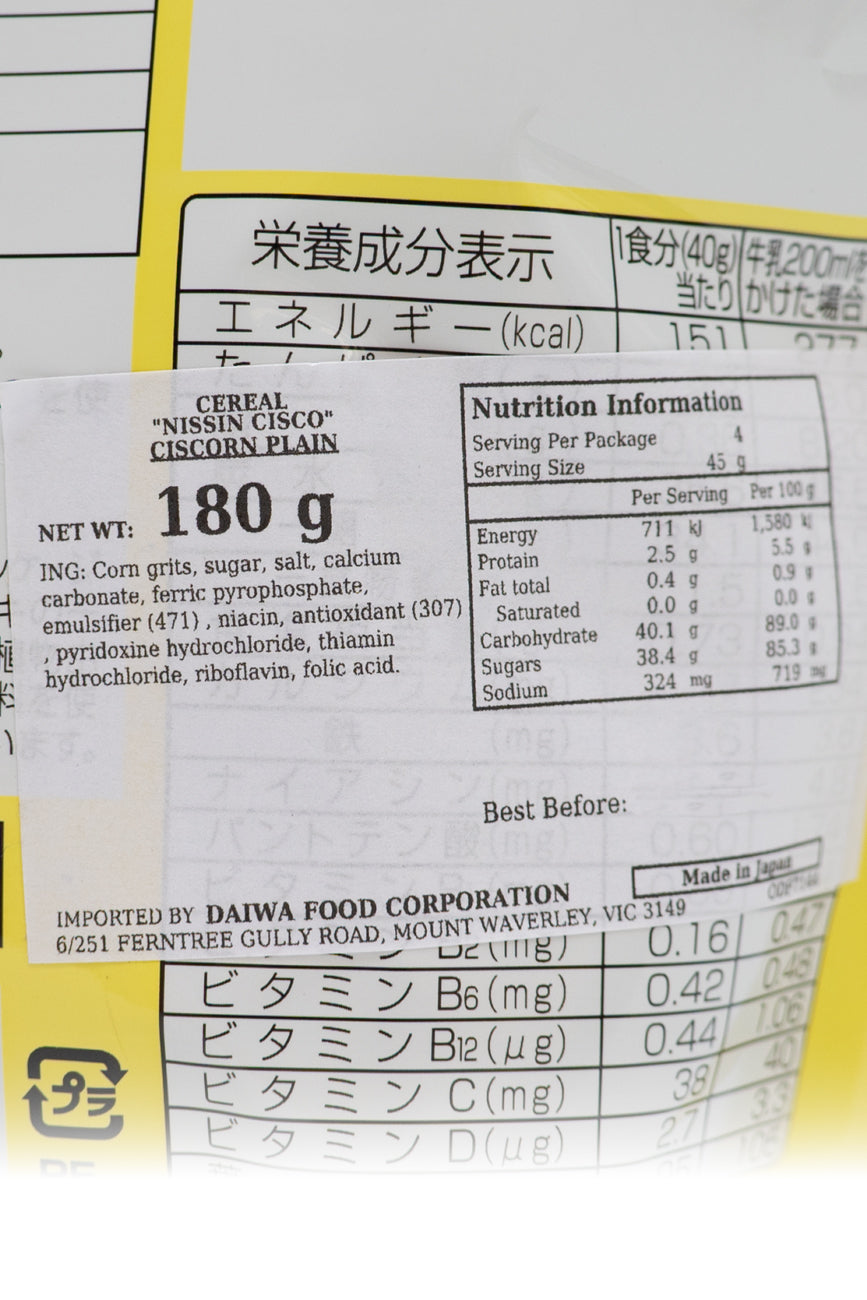 栄養成分表示 1食分(40g)当たり 牛乳200ml かけた場合
エネルギー(kcal) 151 277
CEREAL
"NISSIN CISCO"
CISCORN PLAIN
NET WT: 180 g
ING: Corn grits, sugar, salt, calcium
carbonate, ferric pyrophosphate,
emulsifier (471) , niacin, antioxidant (307)
, pyridoxine hydrochloride, thiamin
hydrochloride, riboflavin, folic acid.
Nutrition Information
Serving Per Package 4
Serving Size 45 g
Per Serving Per 100 g
Energy 711 kJ 1,580 kj
Protein 2.5 g 5.5 g
Fat total 0.4 g 0.9 g
Saturated 0.0 g 0.0 g
Carbohydrate 40.1 g 89.0 g
Sugars 38.4 g 85.3 g
Sodium 324 mg 719 mg
Best Before:
Made in Japan
IMPORTED BY DAIWA FOOD CORPORATION
6/251 FERNTREE GULLY ROAD, MOUNT WAVERLEY, VIC 3149
B2(mg) 0.16 0.47
ビタミン B6(mg) 0.42 0.48
ビタミン B12(μg) 0.44 1.06
ビタミン C(mg) 38 40
ビタミン D(μg) 2.7 3.3
プラ